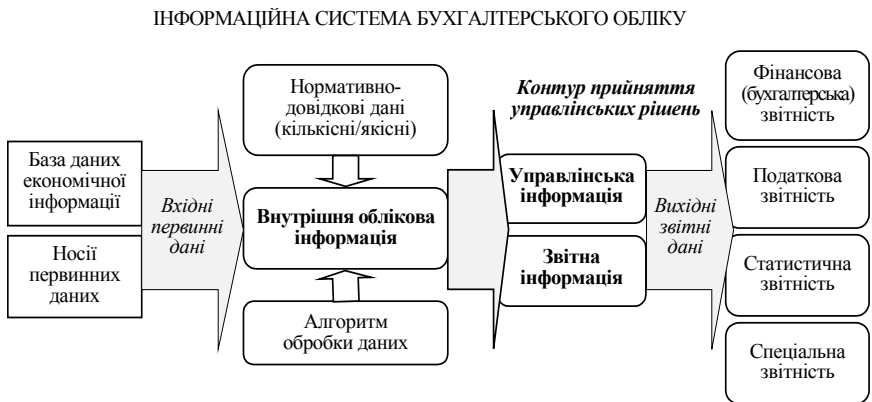 ІНФОРМАЦІЙНА СИСТЕМА БУХГАЛТЕРСЬКОГО ОБЛІКУ
База даних
економічної
інформації
Носії
первинних
даних
Вхідні
первинні
дані
Нормативно-
довідкові дані
(кількісні/якісні)
Внутрішня облікова
інформація
Алгоритм
обробки даних
Контур прийняття
управлінських рішень
Управлінська
інформація
Звітна
інформація
Вихідні
звітні
дані
Фінансова
(бухгалтерська)
звітність
Податкова
звітність
Статистична
звітність
Спеціальна
звітність